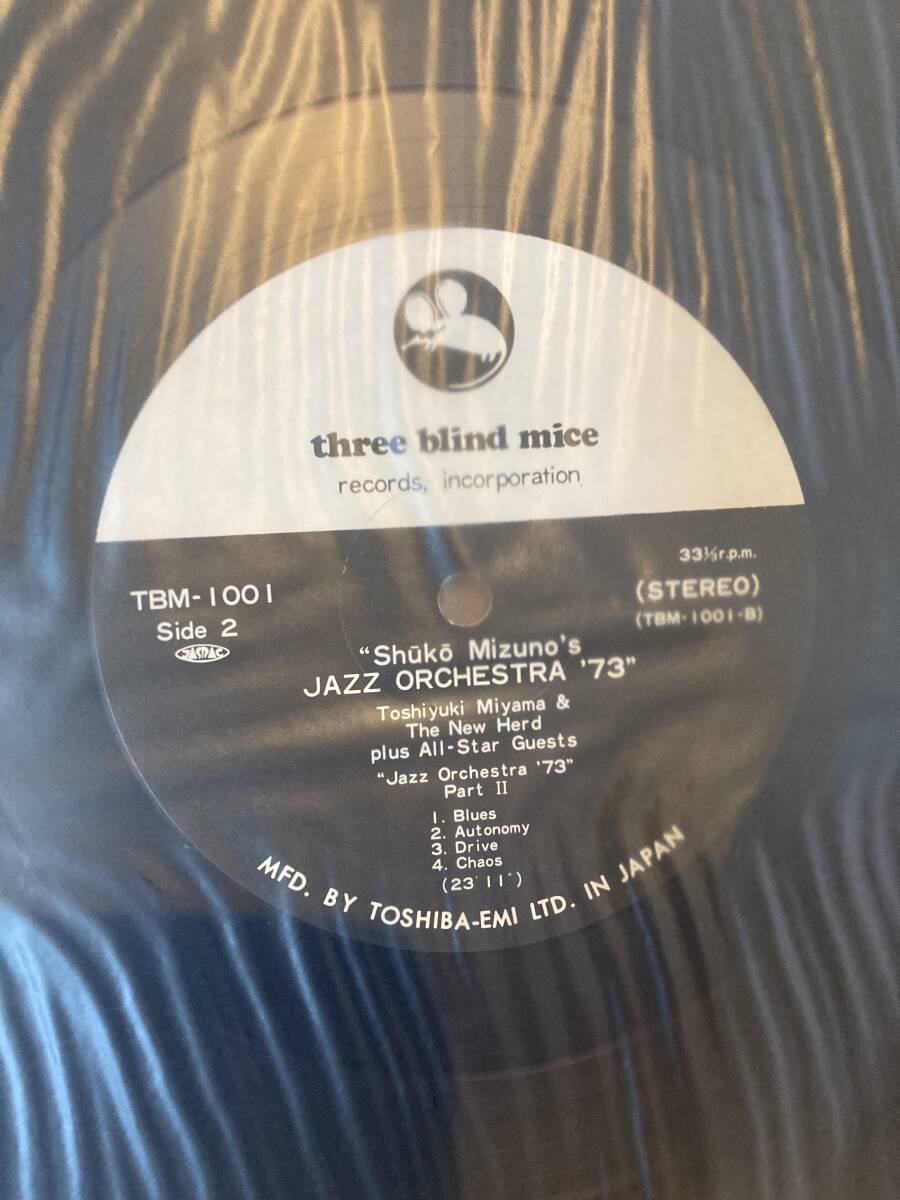 three blind mice
records, incorporation
33⅓r.p.m.
TBM-1001
(STEREO)
Side 2
(TBM-1001-B)
JASRAC
"Shūkō Mizuno's
JAZZ ORCHESTRA '73"
Toshiyuki Miyama &
The New Herd
plus All-Star Guests
"Jazz Orchestra '73"
Part II
1. Blues
2. Autonomy
3. Drive
4. Chaos
(23'11")
MFD. BY TOSHIBA-EMI LTD. IN JAPAN